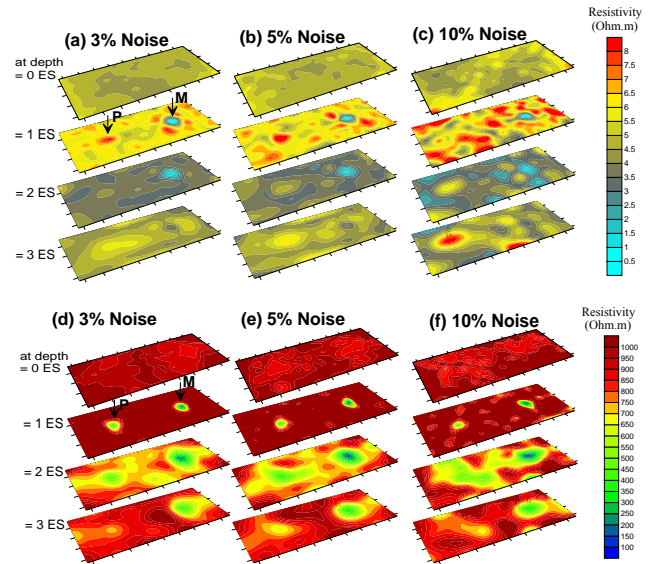 Resistivity
(Ohm.m)
(a) 3% Noise
(b) 5% Noise
(c) 10% Noise
at depth
= 0 ES
P
M
= 1 ES
= 2 ES
= 3 ES
8
7.5
7
6.5
6
5.5
5
4.5
4
3.5
3
2.5
2
1.5
1
0.5
Resistivity
(Ohm.m)
(d) 3% Noise
(e) 5% Noise
(f) 10% Noise
at depth
= 0 ES
P
M
= 1 ES
= 2 ES
= 3 ES
1000
950
900
850
800
750
700
650
600
550
500
450
400
350
300
250
200
150
100